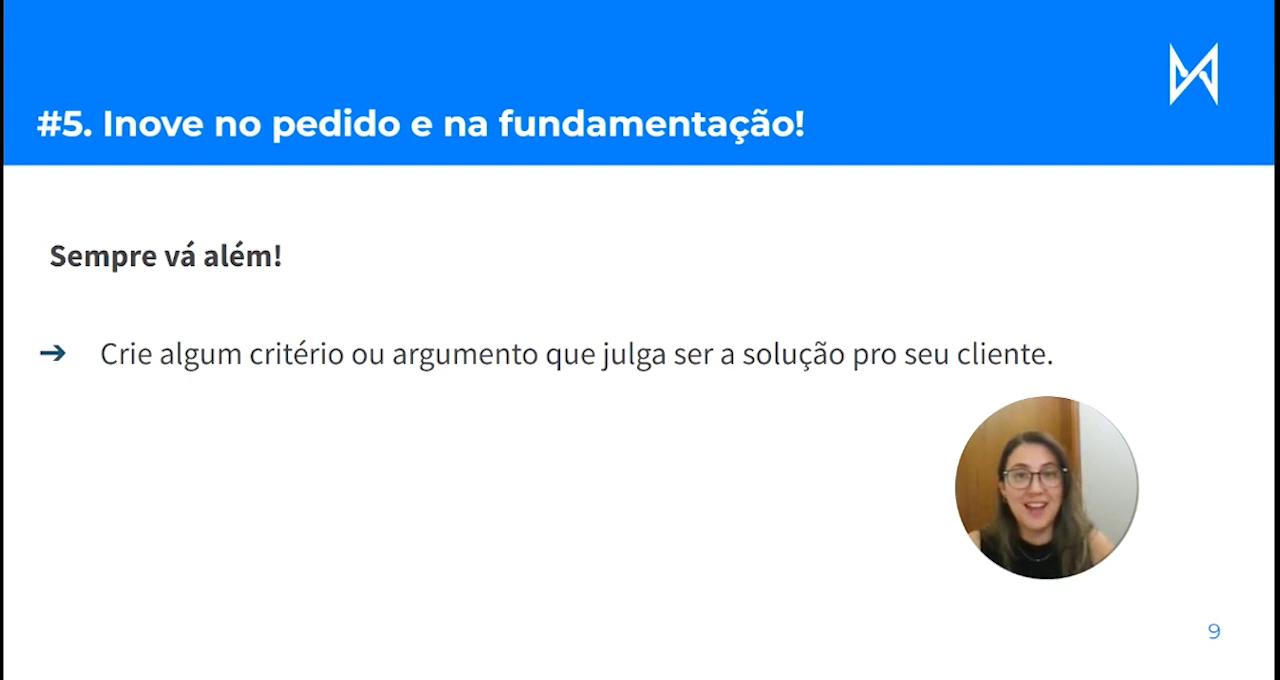 #5. Inove no pedido e na fundamentação!
Sempre vá além!
➔ Crie algum critério ou argumento que julga ser a solução pro seu cliente.
9